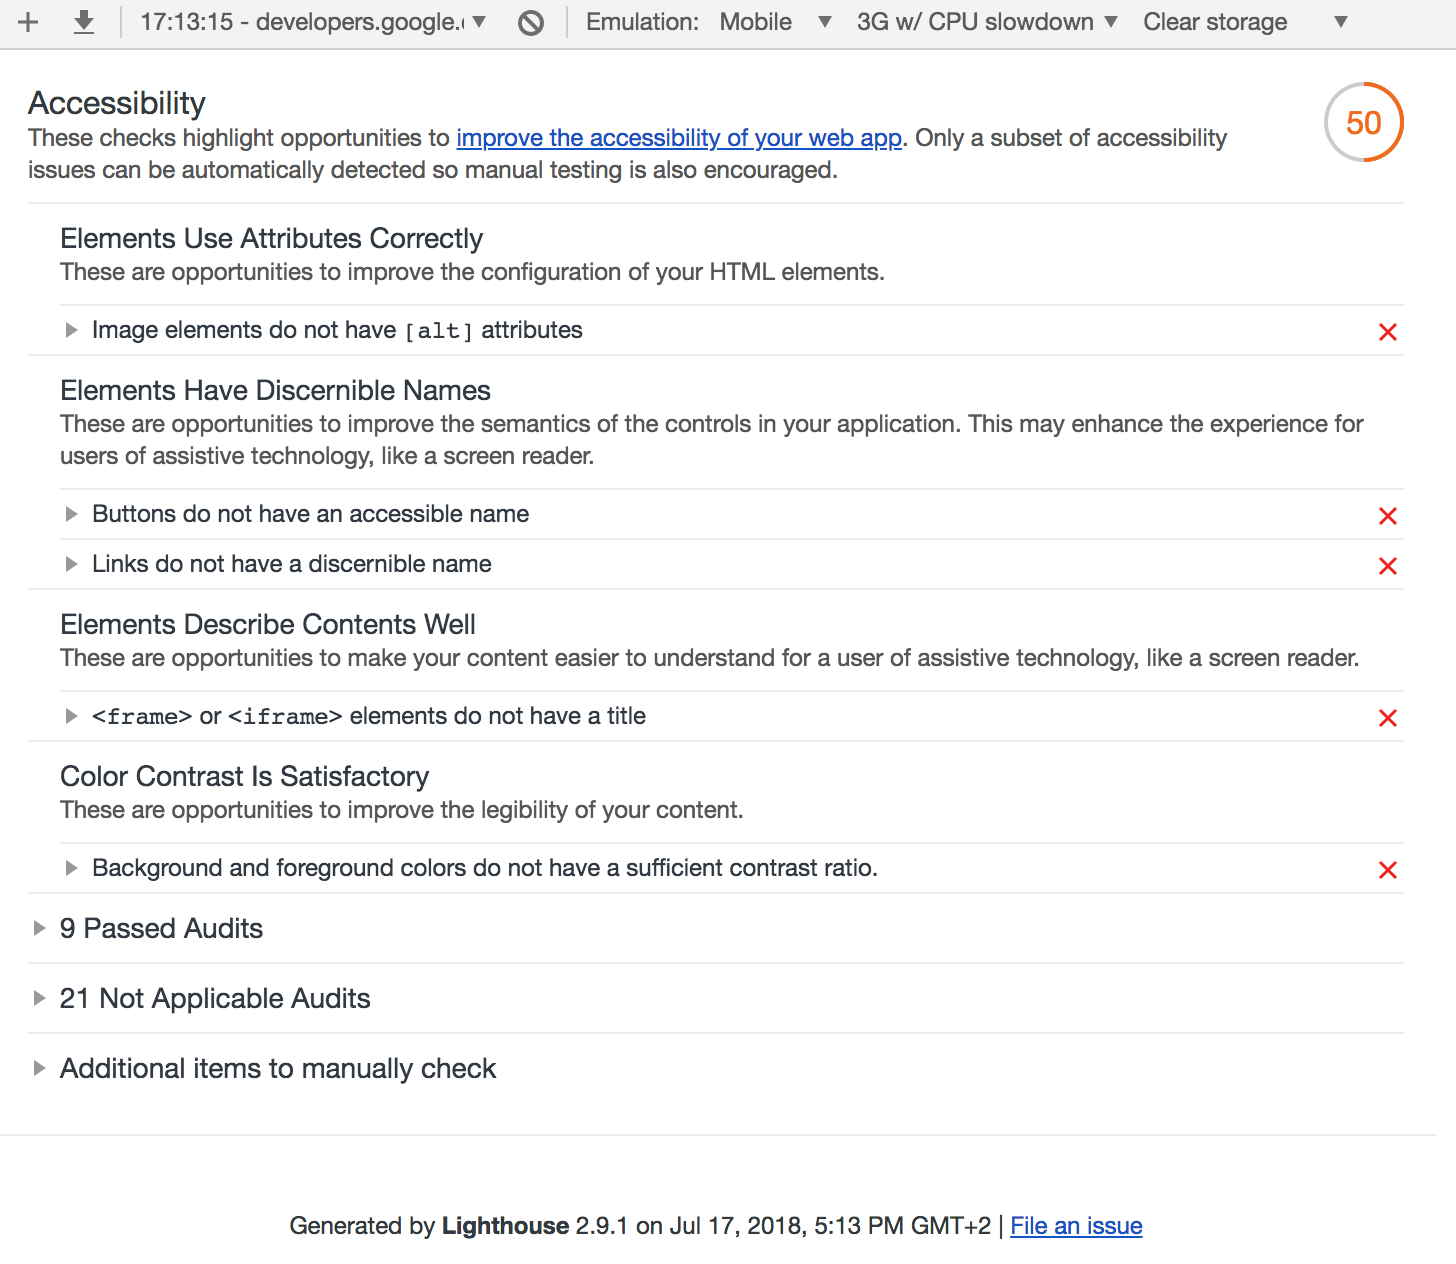 17:13:15 - developers.google.
Emulation: Mobile 3G w/ CPU slowdown Clear storage
Accessibility
These checks highlight opportunities to improve the accessibility of your web app. Only a subset of accessibility
issues can be automatically detected so manual testing is also encouraged.
50
Elements Use Attributes Correctly
These are opportunities to improve the configuration of your HTML elements.
Image elements do not have [alt] attributes
Elements Have Discernible Names
These are opportunities to improve the semantics of the controls in your application. This may enhance the experience for
users of assistive technology, like a screen reader.
Buttons do not have an accessible name
Links do not have a discernible name
Elements Describe Contents Well
These are opportunities to make your content easier to understand for a user of assistive technology, like a screen reader.
<frame> or <iframe> elements do not have a title
Color Contrast Is Satisfactory
These are opportunities to improve the legibility of your content.
Background and foreground colors do not have a sufficient contrast ratio.
9 Passed Audits
21 Not Applicable Audits
Additional items to manually check
Generated by Lighthouse 2.9.1 on Jul 17, 2018, 5:13 PM GMT+2 | File an issue